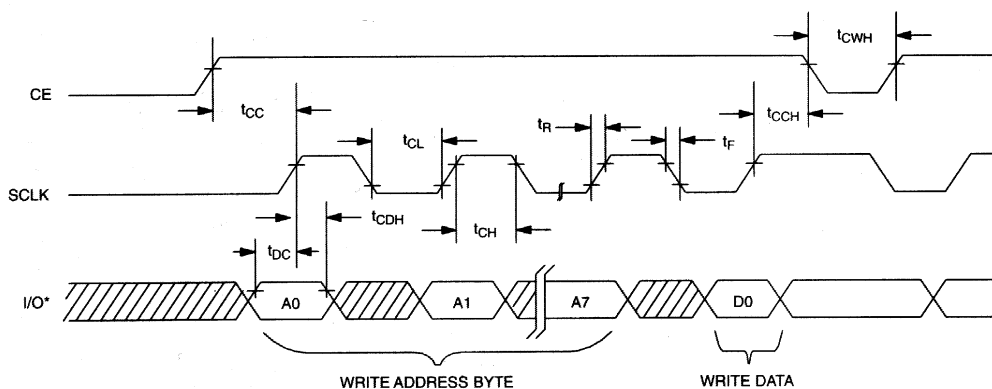 tCWH
CE
tCC
tCCH
tCL
tR
tF
SCLK
tCDH
tCH
tDC
I/O*
A0
A1
A7
D0
WRITE ADDRESS BYTE
WRITE DATA